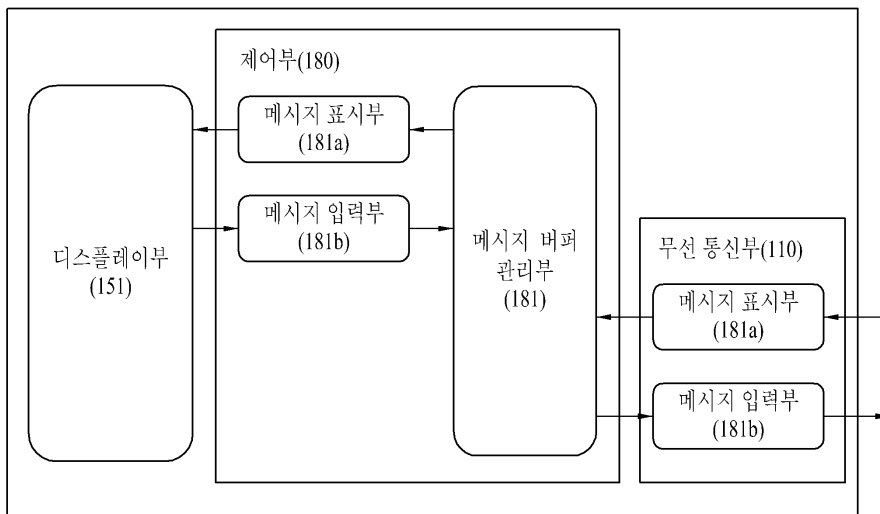 제어부(180)
메시지 표시부
(181a)
메시지 입력부
(181b)
디스플레이부
(151)
메시지 버퍼
관리부
(181)
무선 통신부(110)
메시지 표시부
(181a)
메시지 입력부
(181b)